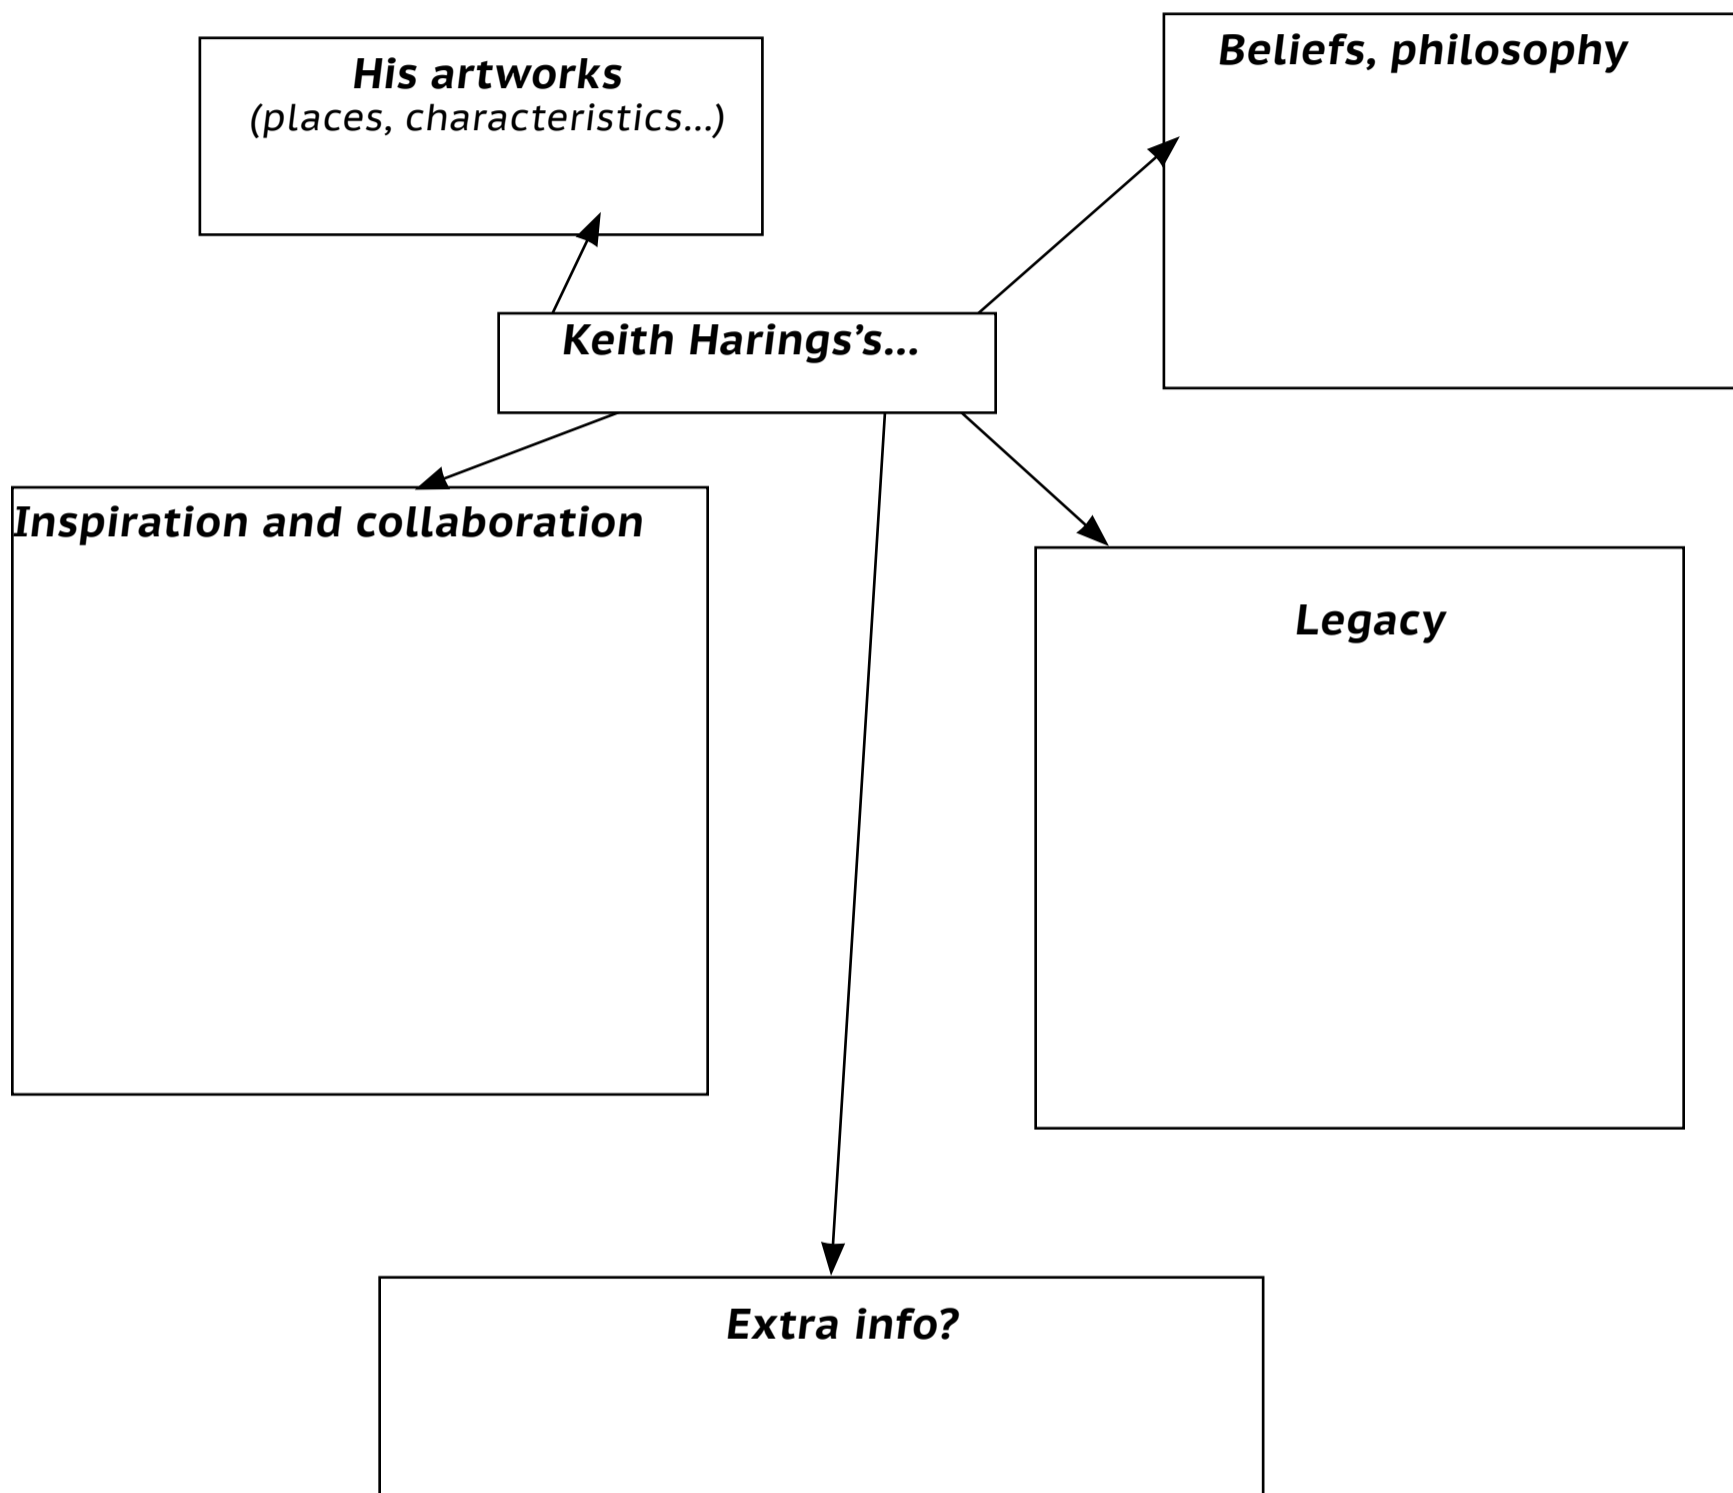 His artworks
(places, characteristics...)
Beliefs, philosophy
Keith Harings’s...
Inspiration and collaboration
Legacy
Extra info?